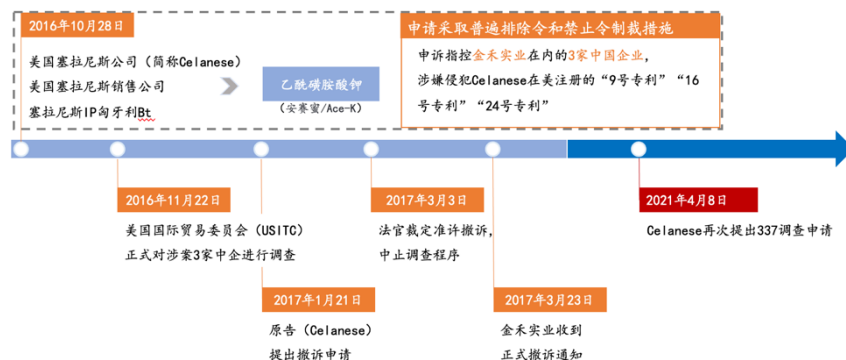 2016年10月28日
美国塞拉尼斯公司（简称Celanese）
美国塞拉尼斯销售公司
塞拉尼斯IP匈牙利Bt
乙酰磺胺酸钾
（安赛蜜/Ace-K）
申请采取普遍排除令和禁止令制裁措施
申诉指控金禾实业在内的3家中国企业，
涉嫌侵犯Celanese在美注册的“9号专利”“16
号专利”“24号专利”
2016年11月22日
美国国际贸易委员会（USITC）
正式对涉案3家中企进行调查
2017年1月21日
原告（Celanese）
提出撤诉申请
2017年3月3日
法官裁定准许撤诉，
中止调查程序
2017年3月23日
金禾实业收到
正式撤诉通知
2021年4月8日
Celanese再次提出337调查申请